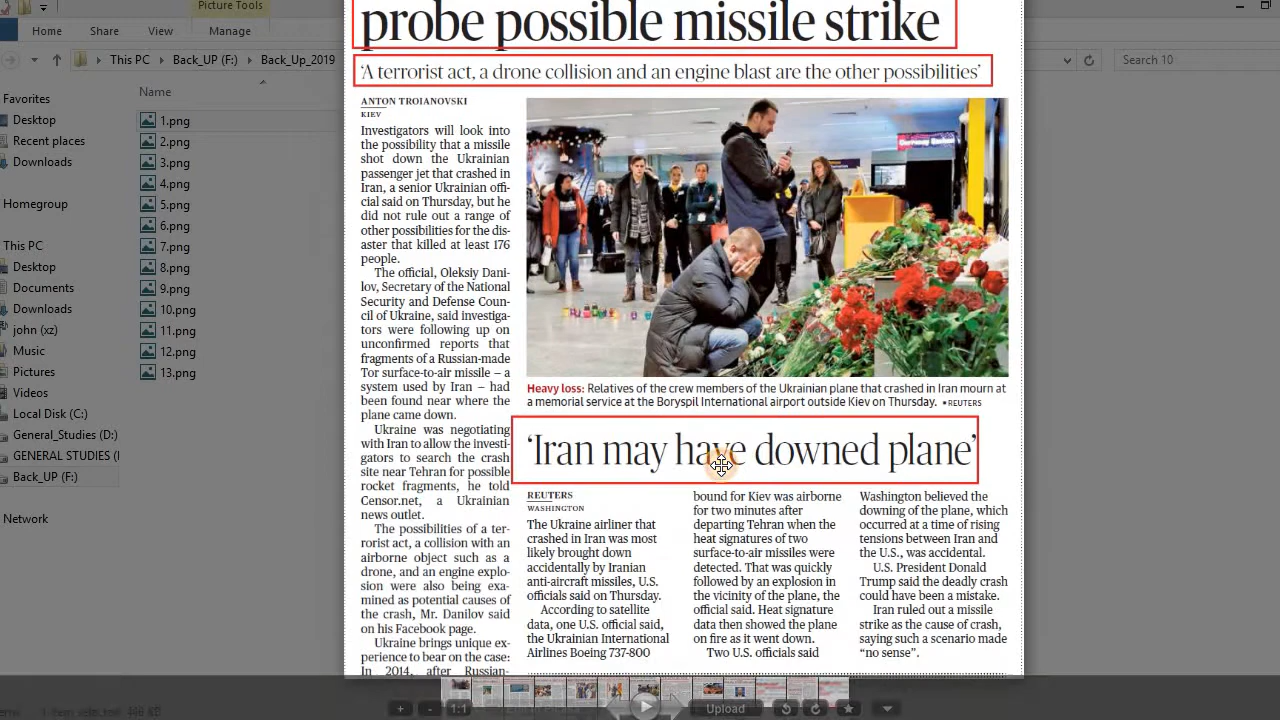 Picture Tools
Home
Share
View
Manage
This PC
Back_UP (F:)
Back_Up_2019
Search 10
Favorites
Desktop
Recent places
Downloads
Homegroup
This PC
Desktop
Documents
Downloads
john (xz)
Music
Pictures
Videos
Local Disk (C:)
General_Studies (D:)
GENERAL STUDIES (
Back_UP (F:)
Network
Name
1.png
2.png
3.png
4.png
5.png
6.png
7.png
8.png
9.png
10.png
11.png
12.png
13.png
probe possible missile strike
‘A terrorist act, a drone collision and an engine blast are the other possibilities’
ANTON TROIANOVSKI
KIEV
Investigators will look into
the possibility that a missile
shot down the Ukrainian
passenger jet that crashed in
Iran, a senior Ukrainian offi-
cial said on Thursday, but he
did not rule out a range of
other possibilities for the dis-
aster that killed at least 176
people.
The official, Oleksiy Dani-
lov, Secretary of the National
Security and Defense Coun-
cil of Ukraine, said investiga-
tors were following up on
unconfirmed reports that
fragments of a Russian-made
Tor surface-to-air missile – a
system used by Iran – had
been found near where the
plane came down.
Ukraine was negotiating
with Iran to allow the investi-
gators to search the crash
site near Tehran for possible
rocket fragments, he told
Censor.net, a Ukrainian
news outlet.
The possibilities of a ter-
rorist act, a collision with an
airborne object such as a
drone, and an engine explo-
sion were also being exa-
mined as potential causes of
the crash, Mr. Danilov said
on his Facebook page.
Ukraine brings unique ex-
perience to bear on the case:
In 2014, after Russian-
Heavy loss: Relatives of the crew members of the Ukrainian plane that crashed in Iran mourn at
a memorial service at the Boryspil International airport outside Kiev on Thursday. • REUTERS
‘Iran may have downed plane’
REUTERS
WASHINGTON
The Ukraine airliner that
crashed in Iran was most
likely brought down
accidentally by Iranian
anti-aircraft missiles, U.S.
officials said on Thursday.
According to satellite
data, one U.S. official said,
the Ukrainian International
Airlines Boeing 737-800
bound for Kiev was airborne
for two minutes after
departing Tehran when the
heat signatures of two
surface-to-air missiles were
detected. That was quickly
followed by an explosion in
the vicinity of the plane, the
official said. Heat signature
data then showed the plane
on fire as it went down.
Two U.S. officials said
Washington believed the
downing of the plane, which
occurred at a time of rising
tensions between Iran and
the U.S., was accidental.
U.S. President Donald
Trump said the deadly crash
could have been a mistake.
Iran ruled out a missile
strike as the cause of crash,
saying such a scenario made
“no sense”.
1:1
Upload